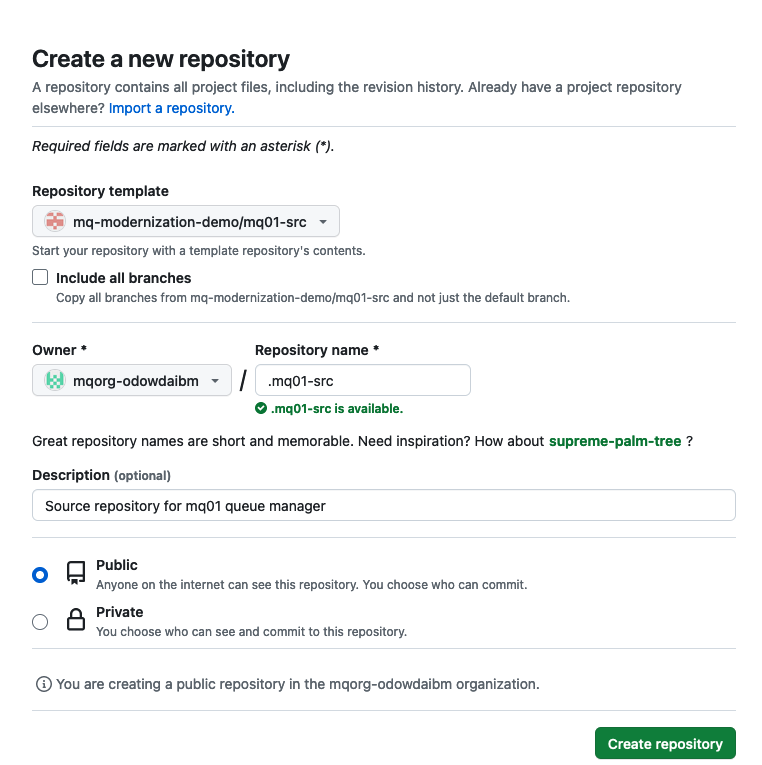 Create a new repository
A repository contains all project files, including the revision history. Already have a project repository
elsewhere? Import a repository.
Required fields are marked with an asterisk (*).
Repository template
mq-modernization-demo/mq01-src
Start your repository with a template repository's contents.
Include all branches
Copy all branches from mq-modernization-demo/mq01-src and not just the default branch.
Owner * Repository name *
mqorg-odowdaibm / .mq01-src
.mq01-src is available.
Great repository names are short and memorable. Need inspiration? How about supreme-palm-tree ?
Description (optional)
Source repository for mq01 queue manager
Public
Anyone on the internet can see this repository. You choose who can commit.
Private
You choose who can see and commit to this repository.
You are creating a public repository in the mqorg-odowdaibm organization.
Create repository